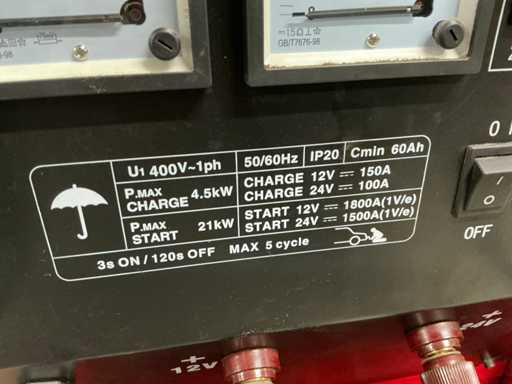 GB/T7676-98
U1 400V~1ph 50/60Hz IP20 Cmin 60Ah
P.MAX CHARGE 4.5kW
CHARGE 12V ⎓ 150A
CHARGE 24V ⎓ 100A
P.MAX START 21kW
START 12V ⎓ 1800A(1V/e)
START 24V ⎓ 1500A(1V/e)
3s ON / 120s OFF MAX 5 cycle
OFF
+
12V
24V